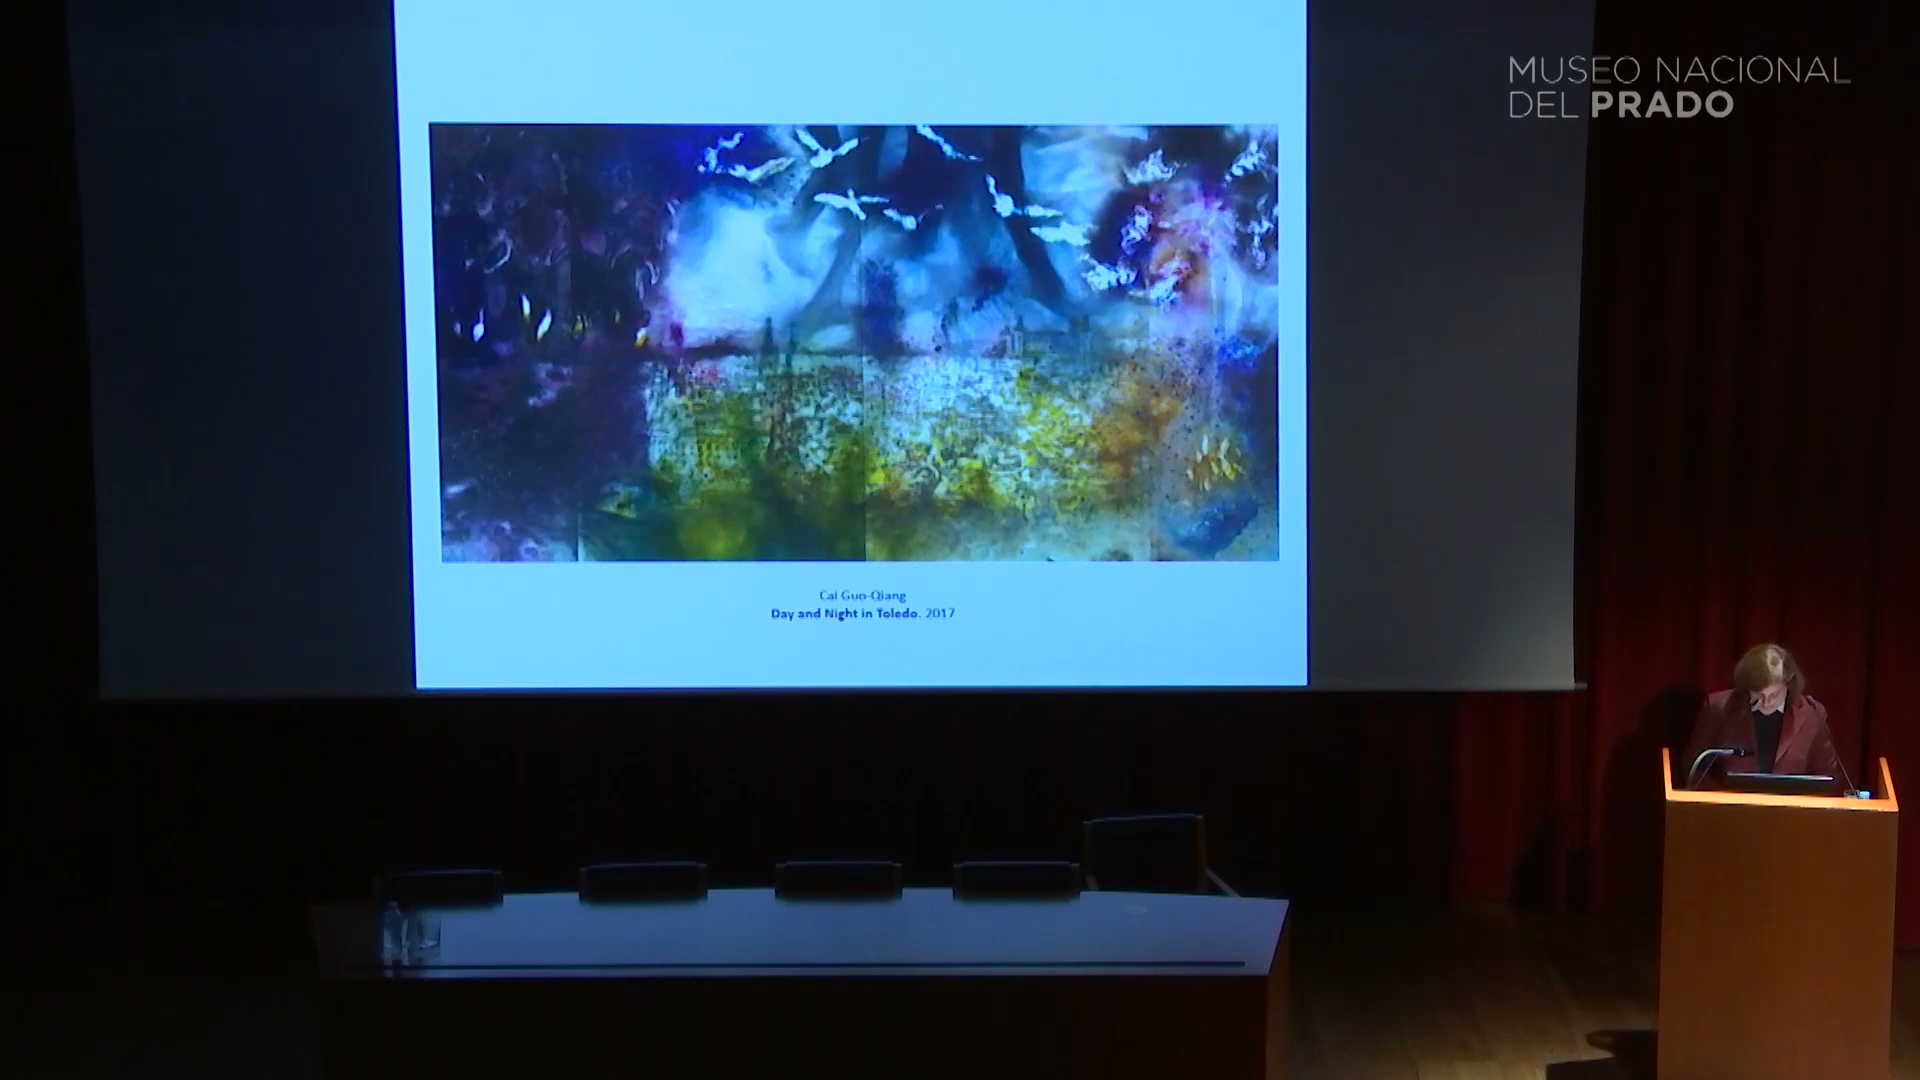 MUSEO NACIONAL
DEL PRADO
Cai Guo-Qiang
Day and Night in Toledo. 2017